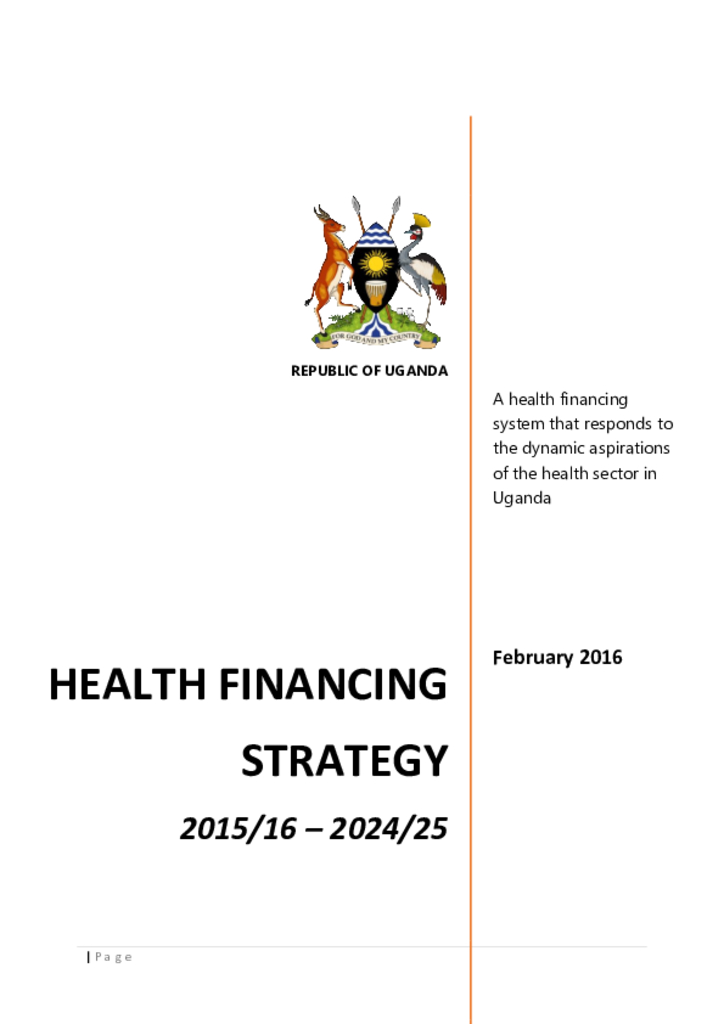 FOR GOD AND MY COUNTRY
REPUBLIC OF UGANDA
A health financing
system that responds to
the dynamic aspirations
of the health sector in
Uganda
February 2016
HEALTH FINANCING
STRATEGY
2015/16 – 2024/25
| Page